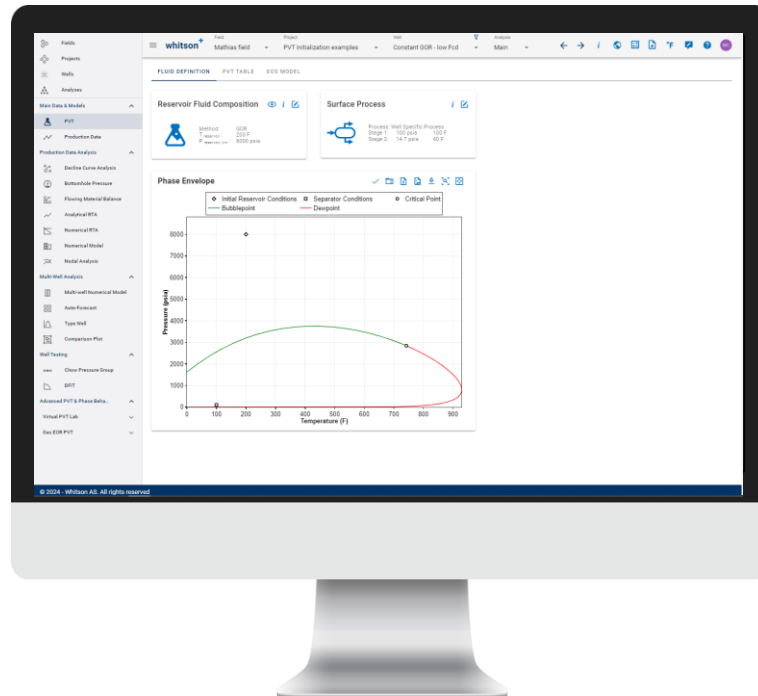 Fields
Projects
Wells
Analyses
Main Data & Models
PVT
Production Data
Production Data Analysis
Decline Curve Analysis
Bottomhole Pressure
Flowing Material Balance
Analytical RTA
Numerical RTA
Numerical Model
Nodal Analysis
Multi-Well Analysis
Multi-well Numerical Model
Auto-Forecast
Type Well
Comparison Plot
Well Testing
Chow Pressure Group
DFIT
Advanced PVT & Phase Beha..
Virtual PVT Lab
Gas EOR PVT
whitson+
Field
Mathias field
Project
PVT initialization examples
Well
Constant GOR - low Fcd
Analysis
Main
i
°F
FLUID DEFINITION PVT TABLE EOS MODEL
Reservoir Fluid Composition i
Method: GOR
T reservoir: 200 F
8000 psia
Surface Process i
Process: Well Specific Process
Stage 1: 100 psia 100 F
Stage 2: 14.7 psia 60 F
Phase Envelope
Initial Reservoir Conditions Separator Conditions Critical Point
Bubblepoint Dewpoint
Pressure (psia)
8000
7000
6000
5000
4000
3000
2000
1000
0
0 100 200 300 400 500 600 700 800 900
Temperature (F)
© 2024 - Whitson AS. All rights reserved